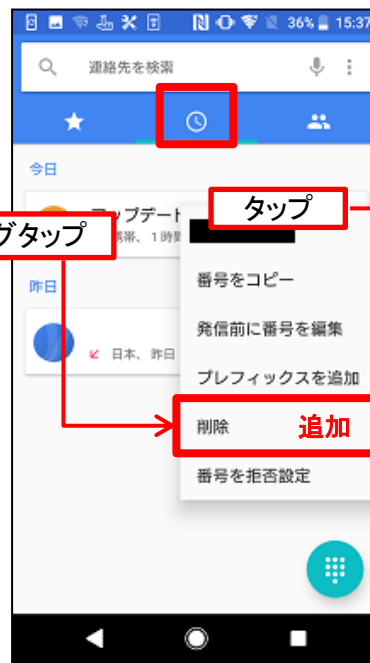 36% 15:37
連絡先を検索
今日
アップデート
タップ
携帯、1時間
グタップ
番号をコピー
昨日
発信前に番号を編集
日本、昨日
プレフィックスを追加
削除 追加
番号を拒否設定